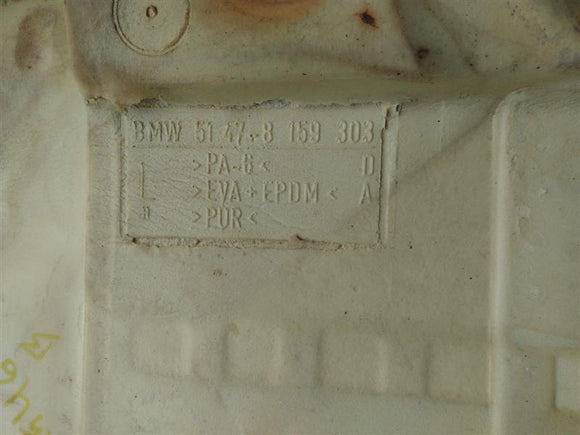 BMW 51 47-8 159 303
>PA-6< D
L >EVA+EPDM< A
>PUR<